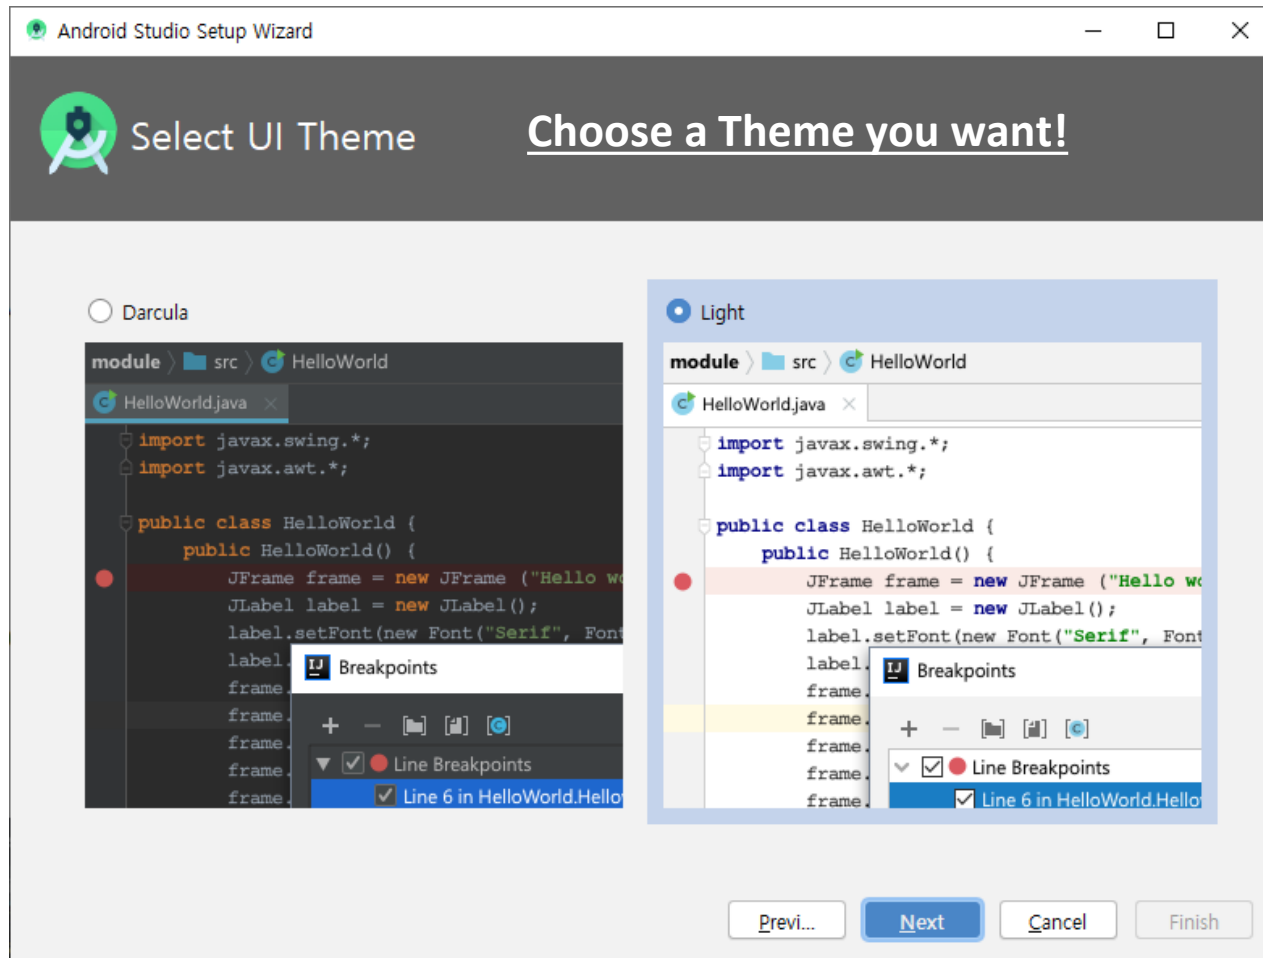 Android Studio Setup Wizard
Select UI Theme
Choose a Theme you want!
Darcula
module src HelloWorld
HelloWorld.java
import javax.swing.*;
import javax.awt.*;
public class HelloWorld {
public HelloWorld() {
JFrame frame = new JFrame ("Hello wo
JLabel label = new JLabel();
label.setFont(new Font("Serif", Font
label.
frame.
frame.
frame.
frame.
frame.
Breakpoints
Line Breakpoints
Line 6 in HelloWorld.Hello
Light
module src HelloWorld
HelloWorld.java
import javax.swing.*;
import javax.awt.*;
public class HelloWorld {
public HelloWorld() {
JFrame frame = new JFrame ("Hello wo
JLabel label = new JLabel();
label.setFont(new Font("Serif", Font
label.
frame.
frame.
frame.
frame.
frame.
Breakpoints
Line Breakpoints
Line 6 in HelloWorld.Hello
Previ... Next Cancel Finish